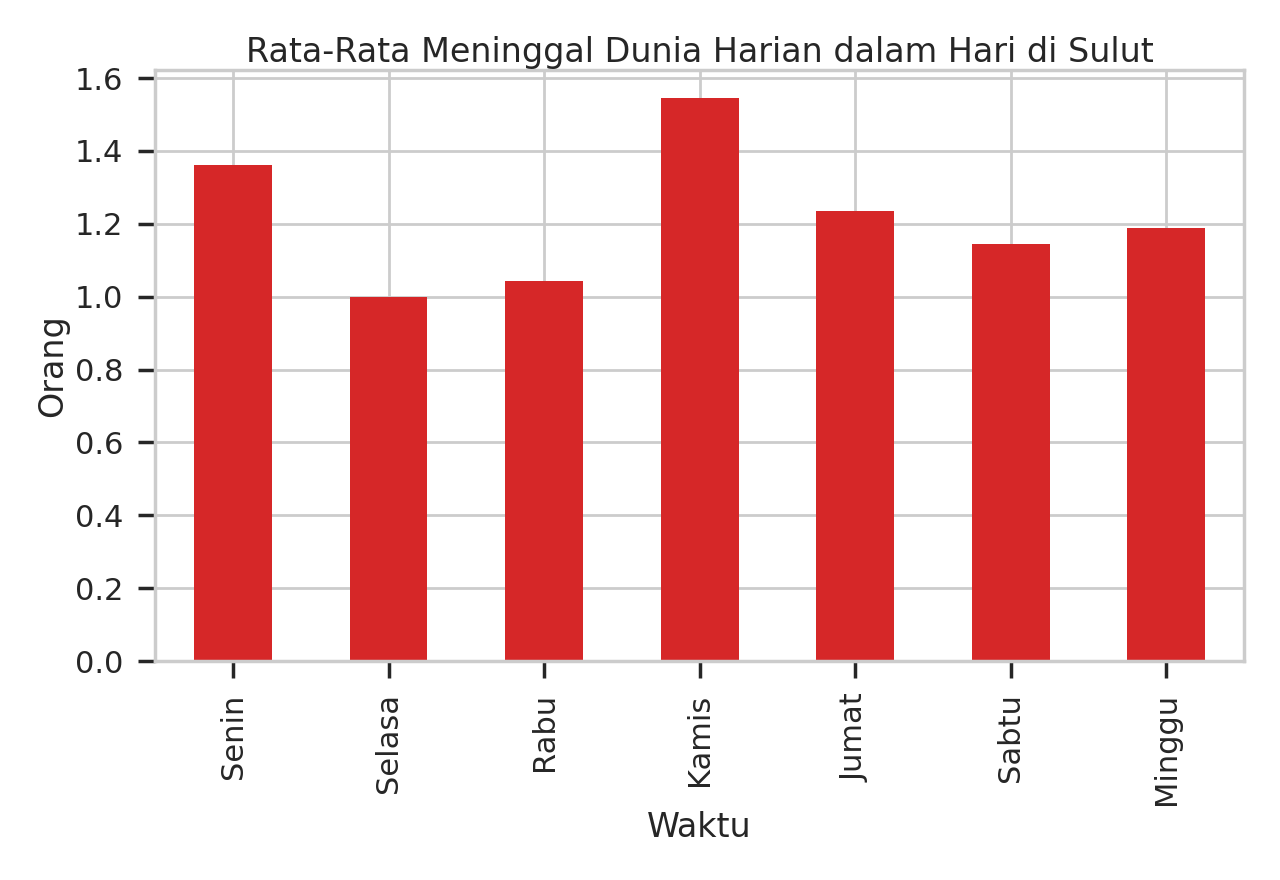 Rata-Rata Meninggal Dunia Harian dalam Hari di Sulut
1.6
1.4
1.2
1.0
0.8
0.6
0.4
0.2
0.0
Orang
Senin
Selasa
Rabu
Kamis
Jumat
Sabtu
Minggu
Waktu